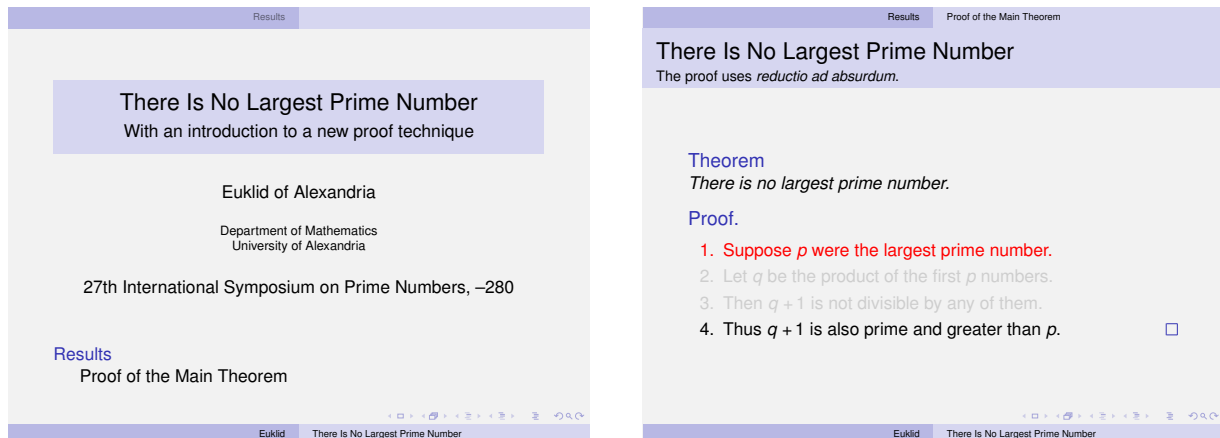 Results
There Is No Largest Prime Number
With an introduction to a new proof technique
Euklid of Alexandria
Department of Mathematics
University of Alexandria
27th International Symposium on Prime Numbers, –280
Results
Proof of the Main Theorem
Euklid There Is No Largest Prime Number
Results Proof of the Main Theorem
There Is No Largest Prime Number
The proof uses reductio ad absurdum.
Theorem
There is no largest prime number.
Proof.
1. Suppose p were the largest prime number.
2. Let q be the product of the first p numbers.
3. Then q + 1 is not divisible by any of them.
4. Thus q + 1 is also prime and greater than p.
Euklid There Is No Largest Prime Number